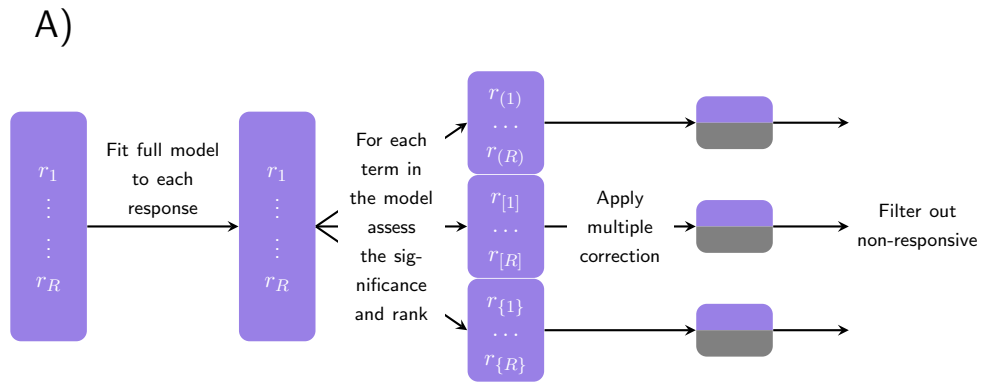 A)
r_1
⋮
⋮
r_R
Fit full model
to each
response
r_1
⋮
⋮
r_R
For each
term in
the model
assess
the sig-
nificance
and rank
r_{(1)}
...
r_{(R)}
r_{[1]}
...
r_{[R]}
r_{\{1\}}
...
r_{\{R\}}
Apply
multiple
correction
Filter out
non-responsive